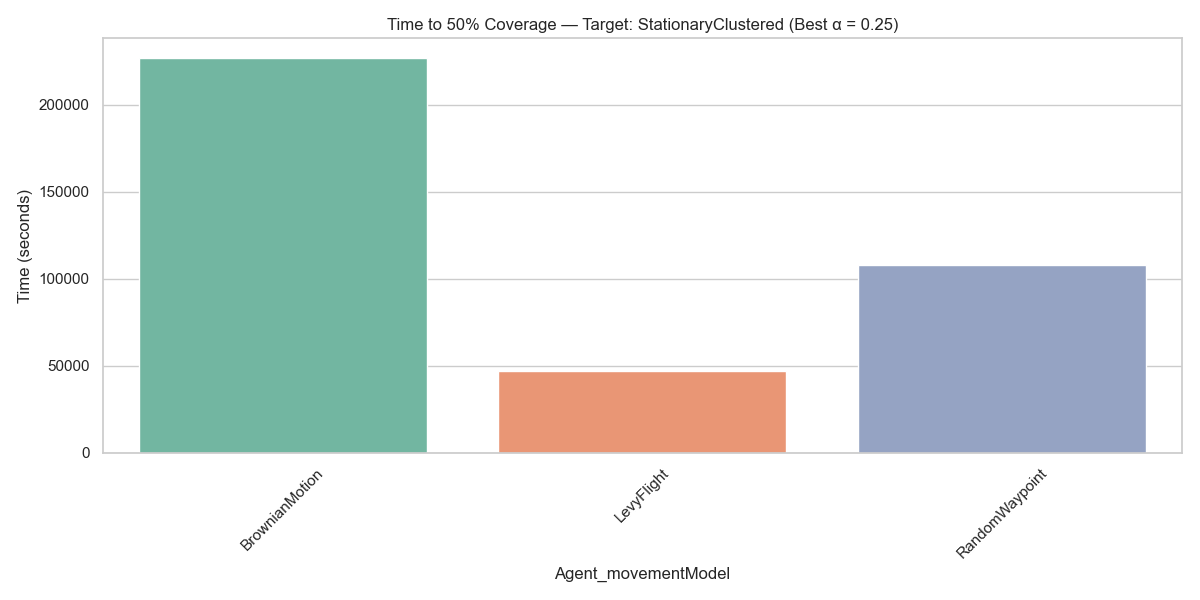 Time to 50% Coverage — Target: StationaryClustered (Best α = 0.25)
Time (seconds)
200000
150000
100000
50000
0
BrownianMotion
LevyFlight
RandomWaypoint
Agent_movementModel